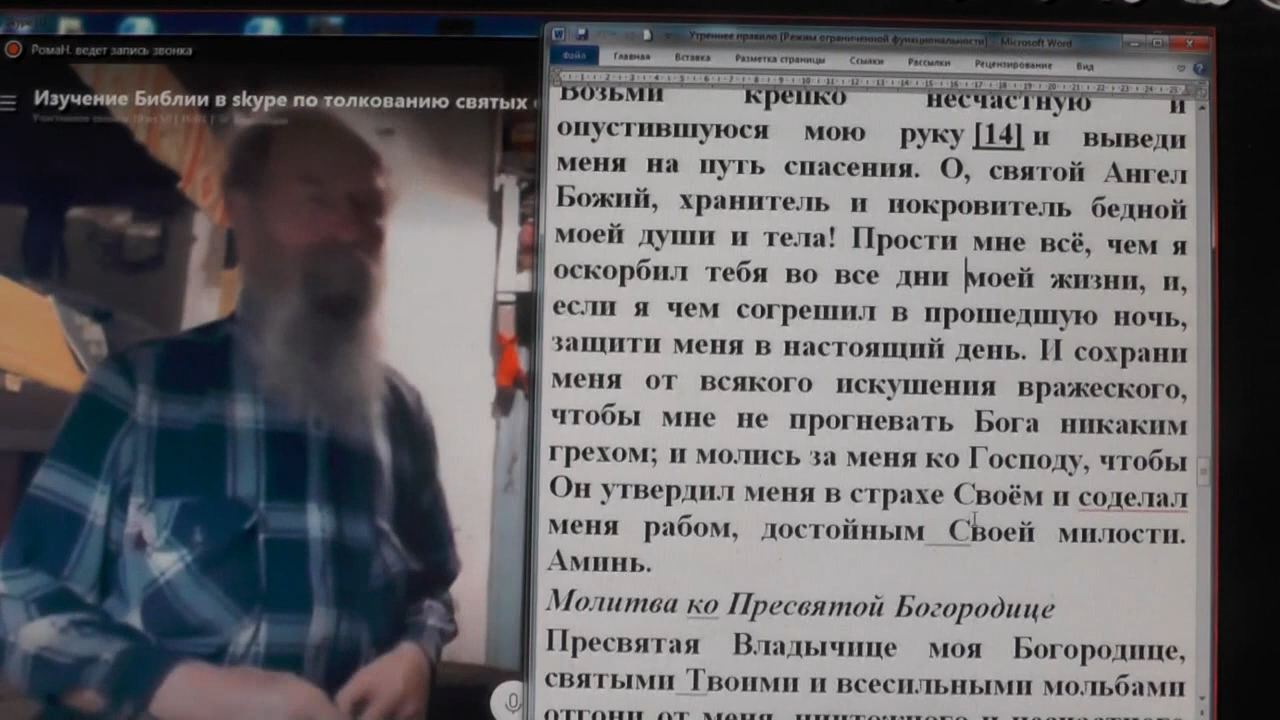 РомаН. ведет запись звонка
Изучение Библии в skype по толкованию святых
Утреннее правило [Режим ограниченной функциональности] - Microsoft Word
Файл Главная Вставка Разметка страницы Ссылки Рассылки Рецензирование Вид
Возьми крепко несчастную и
опустившуюся мою руку [14] и выведи
меня на путь спасения. О, святой Ангел
Божий, хранитель и покровитель бедной
моей души и тела! Прости мне всё, чем я
оскорбил тебя во все дни моей жизни, и,
если я чем согрешил в прошедшую ночь,
защити меня в настоящий день. И сохрани
меня от всякого искушения вражеского,
чтобы мне не прогневать Бога никаким
грехом; и молись за меня ко Господу, чтобы
Он утвердил меня в страхе Своём и соделал
меня рабом, достойным Своей милости.
Аминь.
Молитва ко Пресвятой Богородице
Пресвятая Владычице моя Богородице,
святыми Твоими и всесильными мольбами
отгони от меня, ничтожного и несчастного